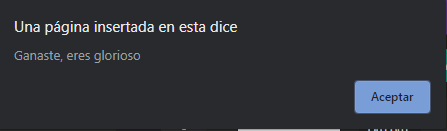 Una página insertada en esta dice
Ganaste, eres glorioso
Aceptar